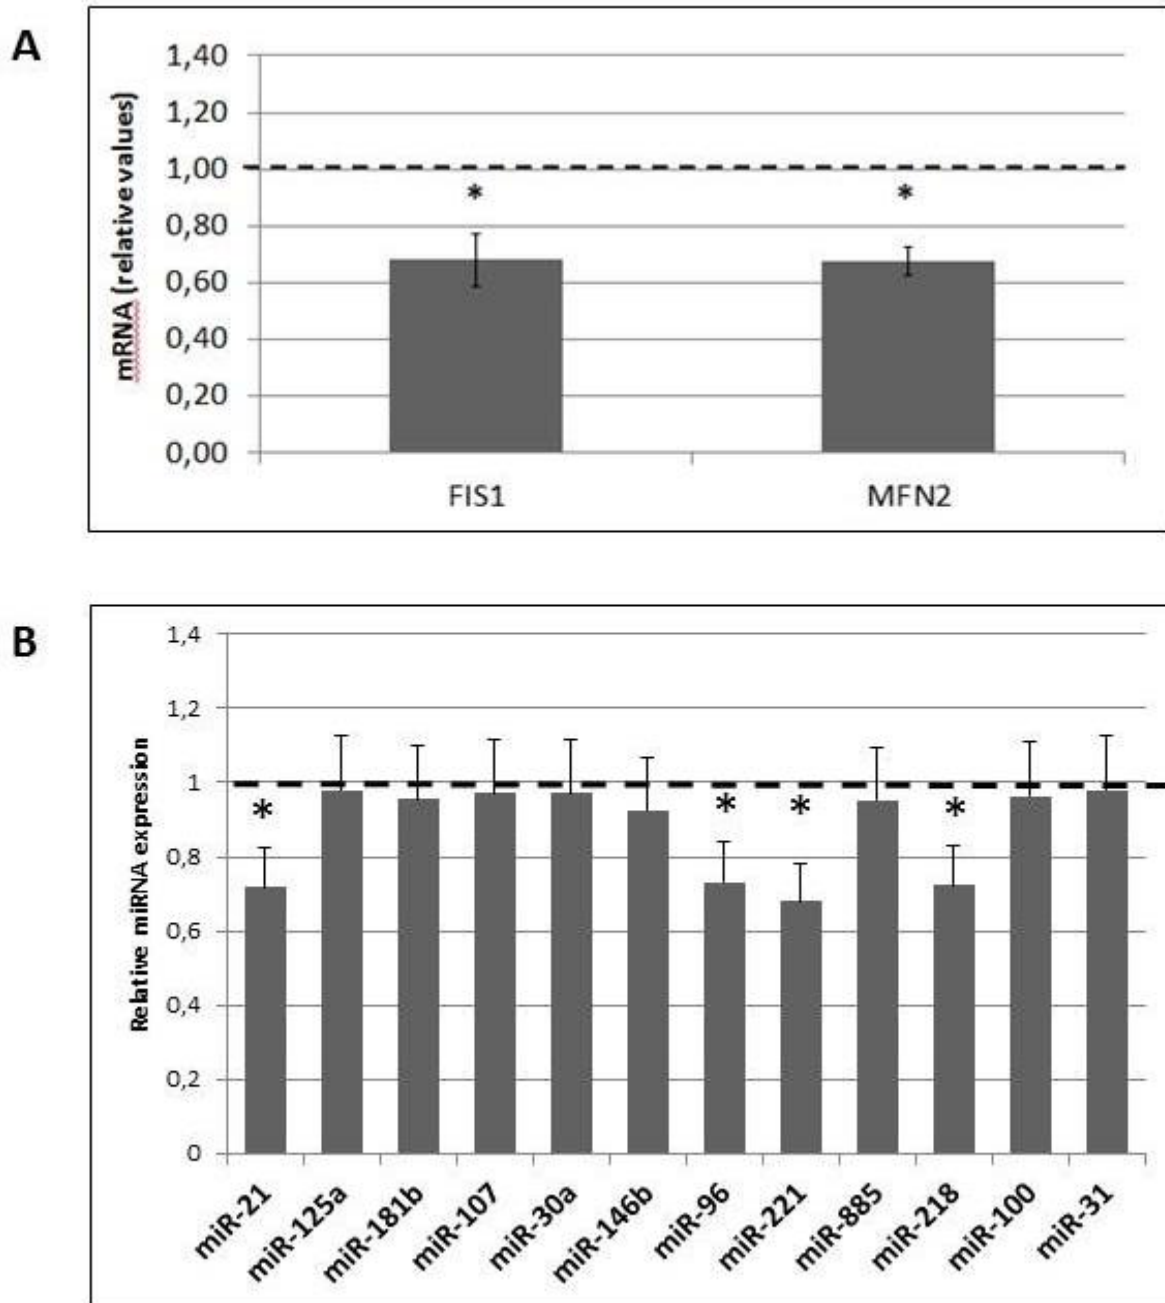 A
mRNA (relative values)
1,40
1,20
1,00
0,80
0,60
0,40
0,20
0,00
*
*
FIS1
MFN2
B
Relative miRNA expression
1,4
1,2
1
0,8
0,6
0,4
0,2
0
*
*
*
*
miR-21
miR-125a
miR-181b
miR-107
miR-30a
miR-146b
miR-96
miR-221
miR-885
miR-218
miR-100
miR-31